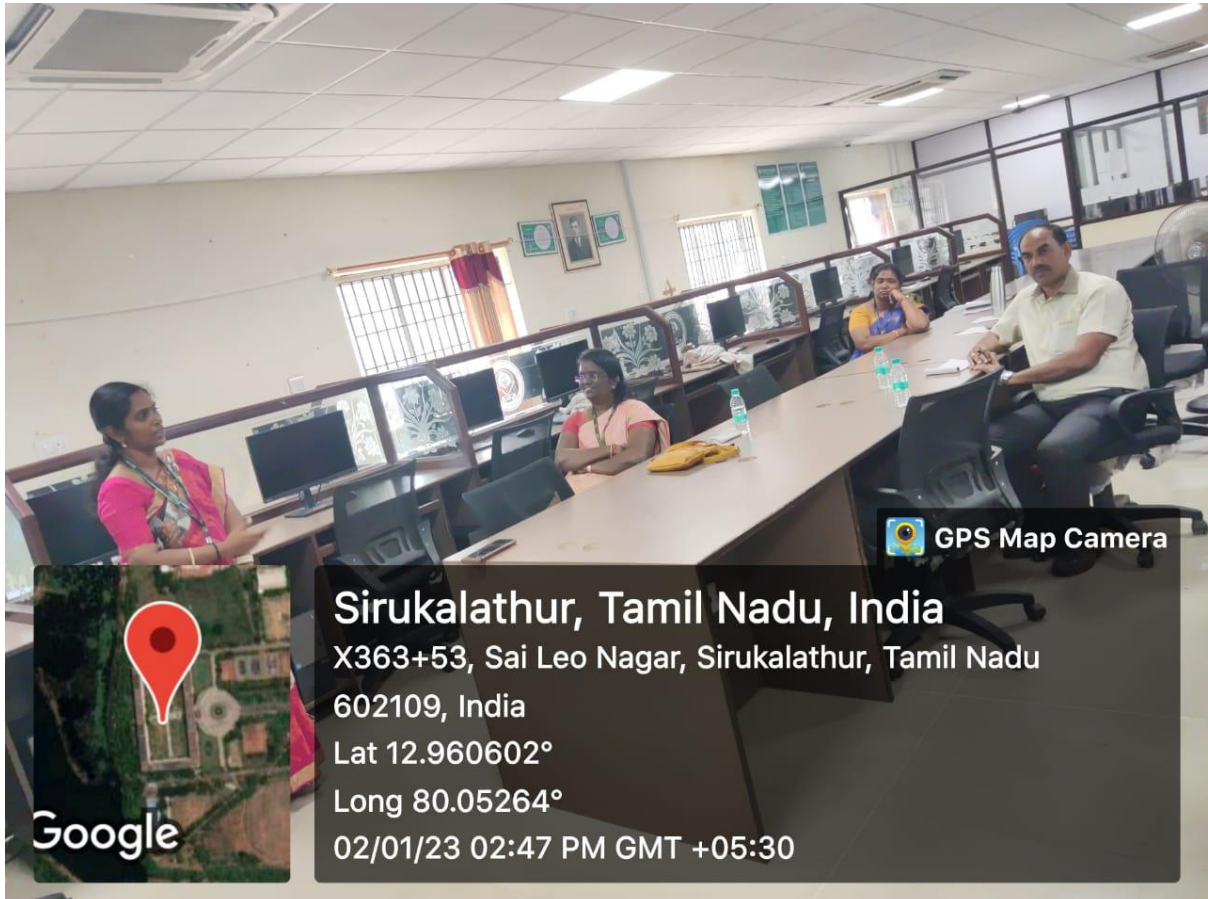 GPS Map Camera
Sirukalathur, Tamil Nadu, India
X363+53, Sai Leo Nagar, Sirukalathur, Tamil Nadu
602109, India
Lat 12.960602°
Long 80.05264°
02/01/23 02:47 PM GMT +05:30
Google